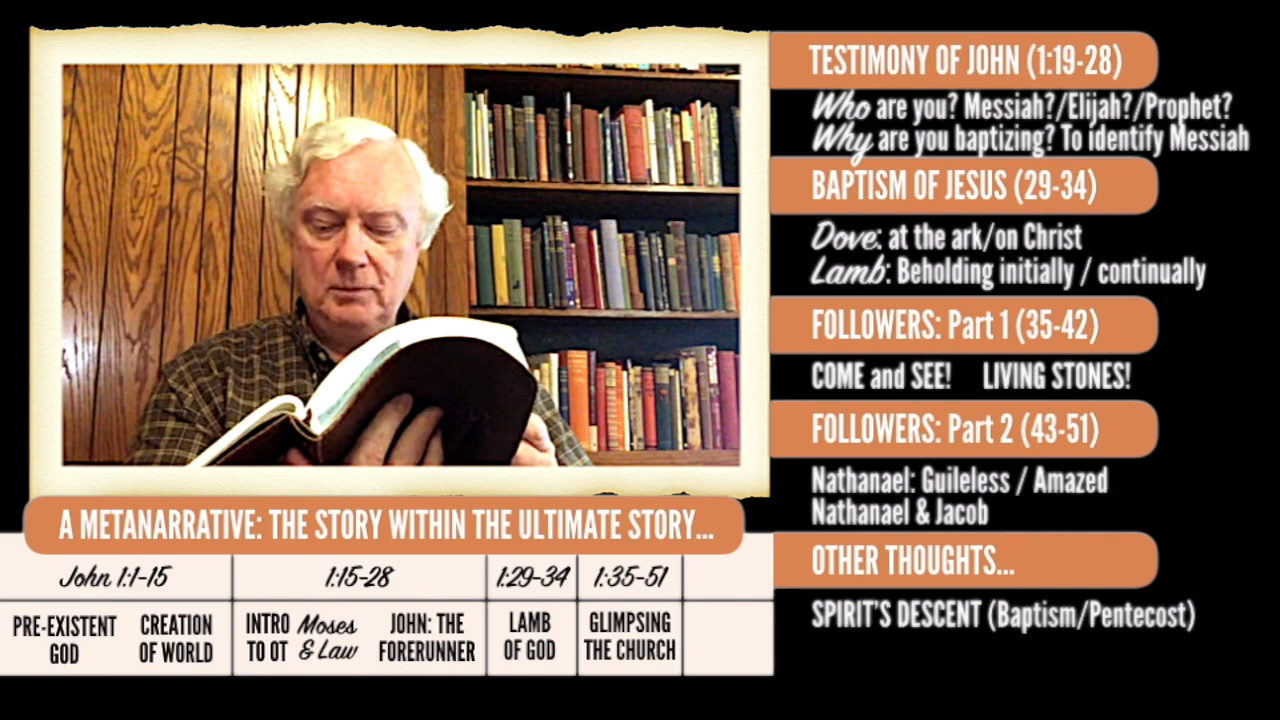 TESTIMONY OF JOHN (1:19-28)
Who are you? Messiah?/Elijah?/Prophet?
Why are you baptizing? To identify Messiah
BAPTISM OF JESUS (29-34)
Dove: at the ark/on Christ
Lamb: Beholding initially / continually
FOLLOWERS: Part 1 (35-42)
COME and SEE! LIVING STONES!
FOLLOWERS: Part 2 (43-51)
Nathanael: Guileless / Amazed
Nathanael & Jacob
OTHER THOUGHTS...
SPIRIT'S DESCENT (Baptism/Pentecost)
A METANARRATIVE: THE STORY WITHIN THE ULTIMATE STORY...
John 1:1-15 1:15-28 1:29-34 1:35-51
PRE-EXISTENT CREATION INTRO Moses JOHN: THE LAMB GLIMPSING
GOD OF WORLD TO OT & Law FORERUNNER OF GOD THE CHURCH